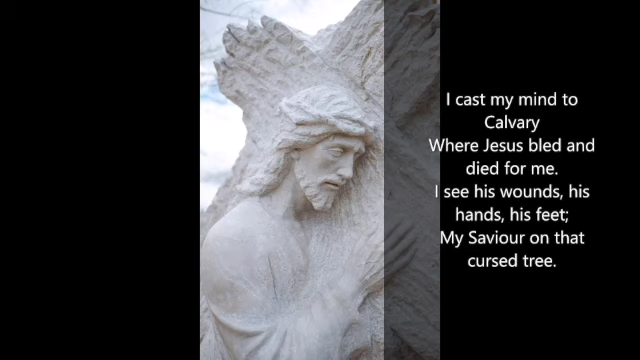 I cast my mind to
Calvary
Where Jesus bled and
died for me.
I see his wounds, his
hands, his feet;
My Saviour on that
cursed tree.